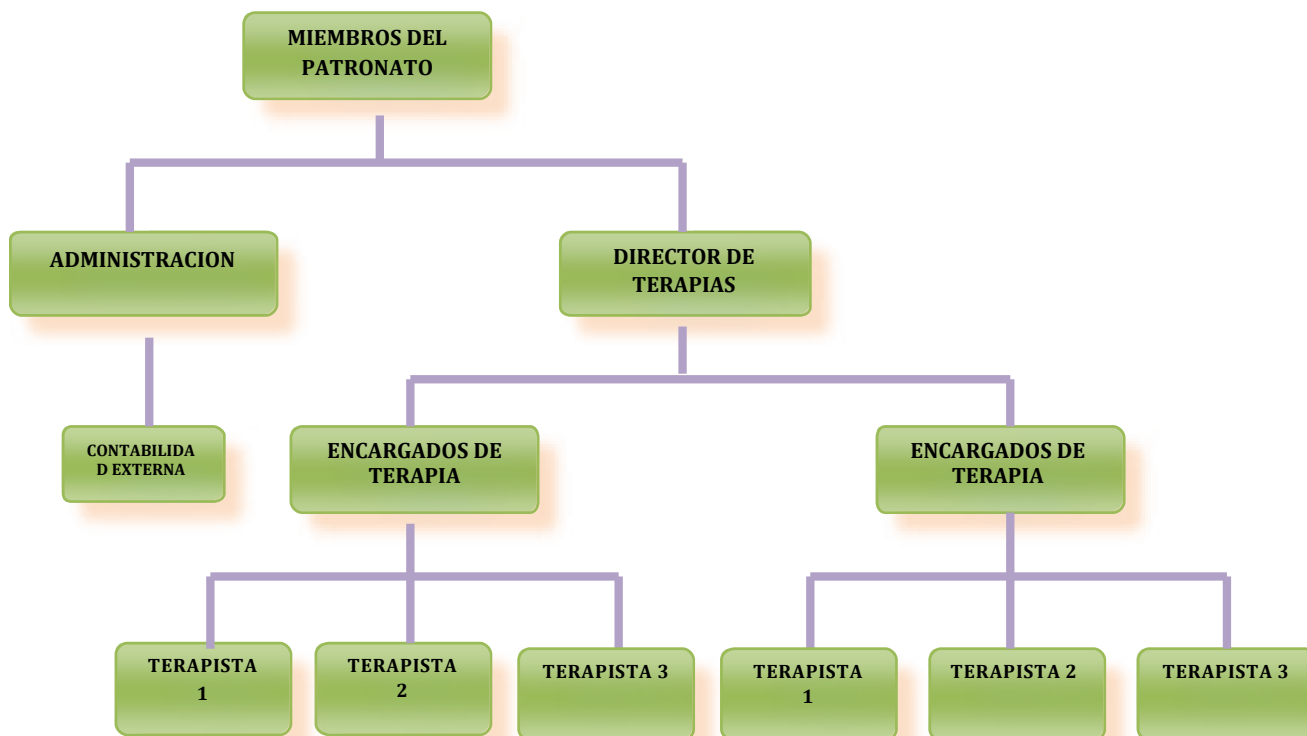 MIEMBROS DEL
PATRONATO
ADMINISTRACION
DIRECTOR DE
TERAPIAS
CONTABILIDA
D EXTERNA
ENCARGADOS DE
TERAPIA
ENCARGADOS DE
TERAPIA
TERAPISTA
1
TERAPISTA
2
TERAPISTA 3
TERAPISTA
1
TERAPISTA 2
TERAPISTA 3